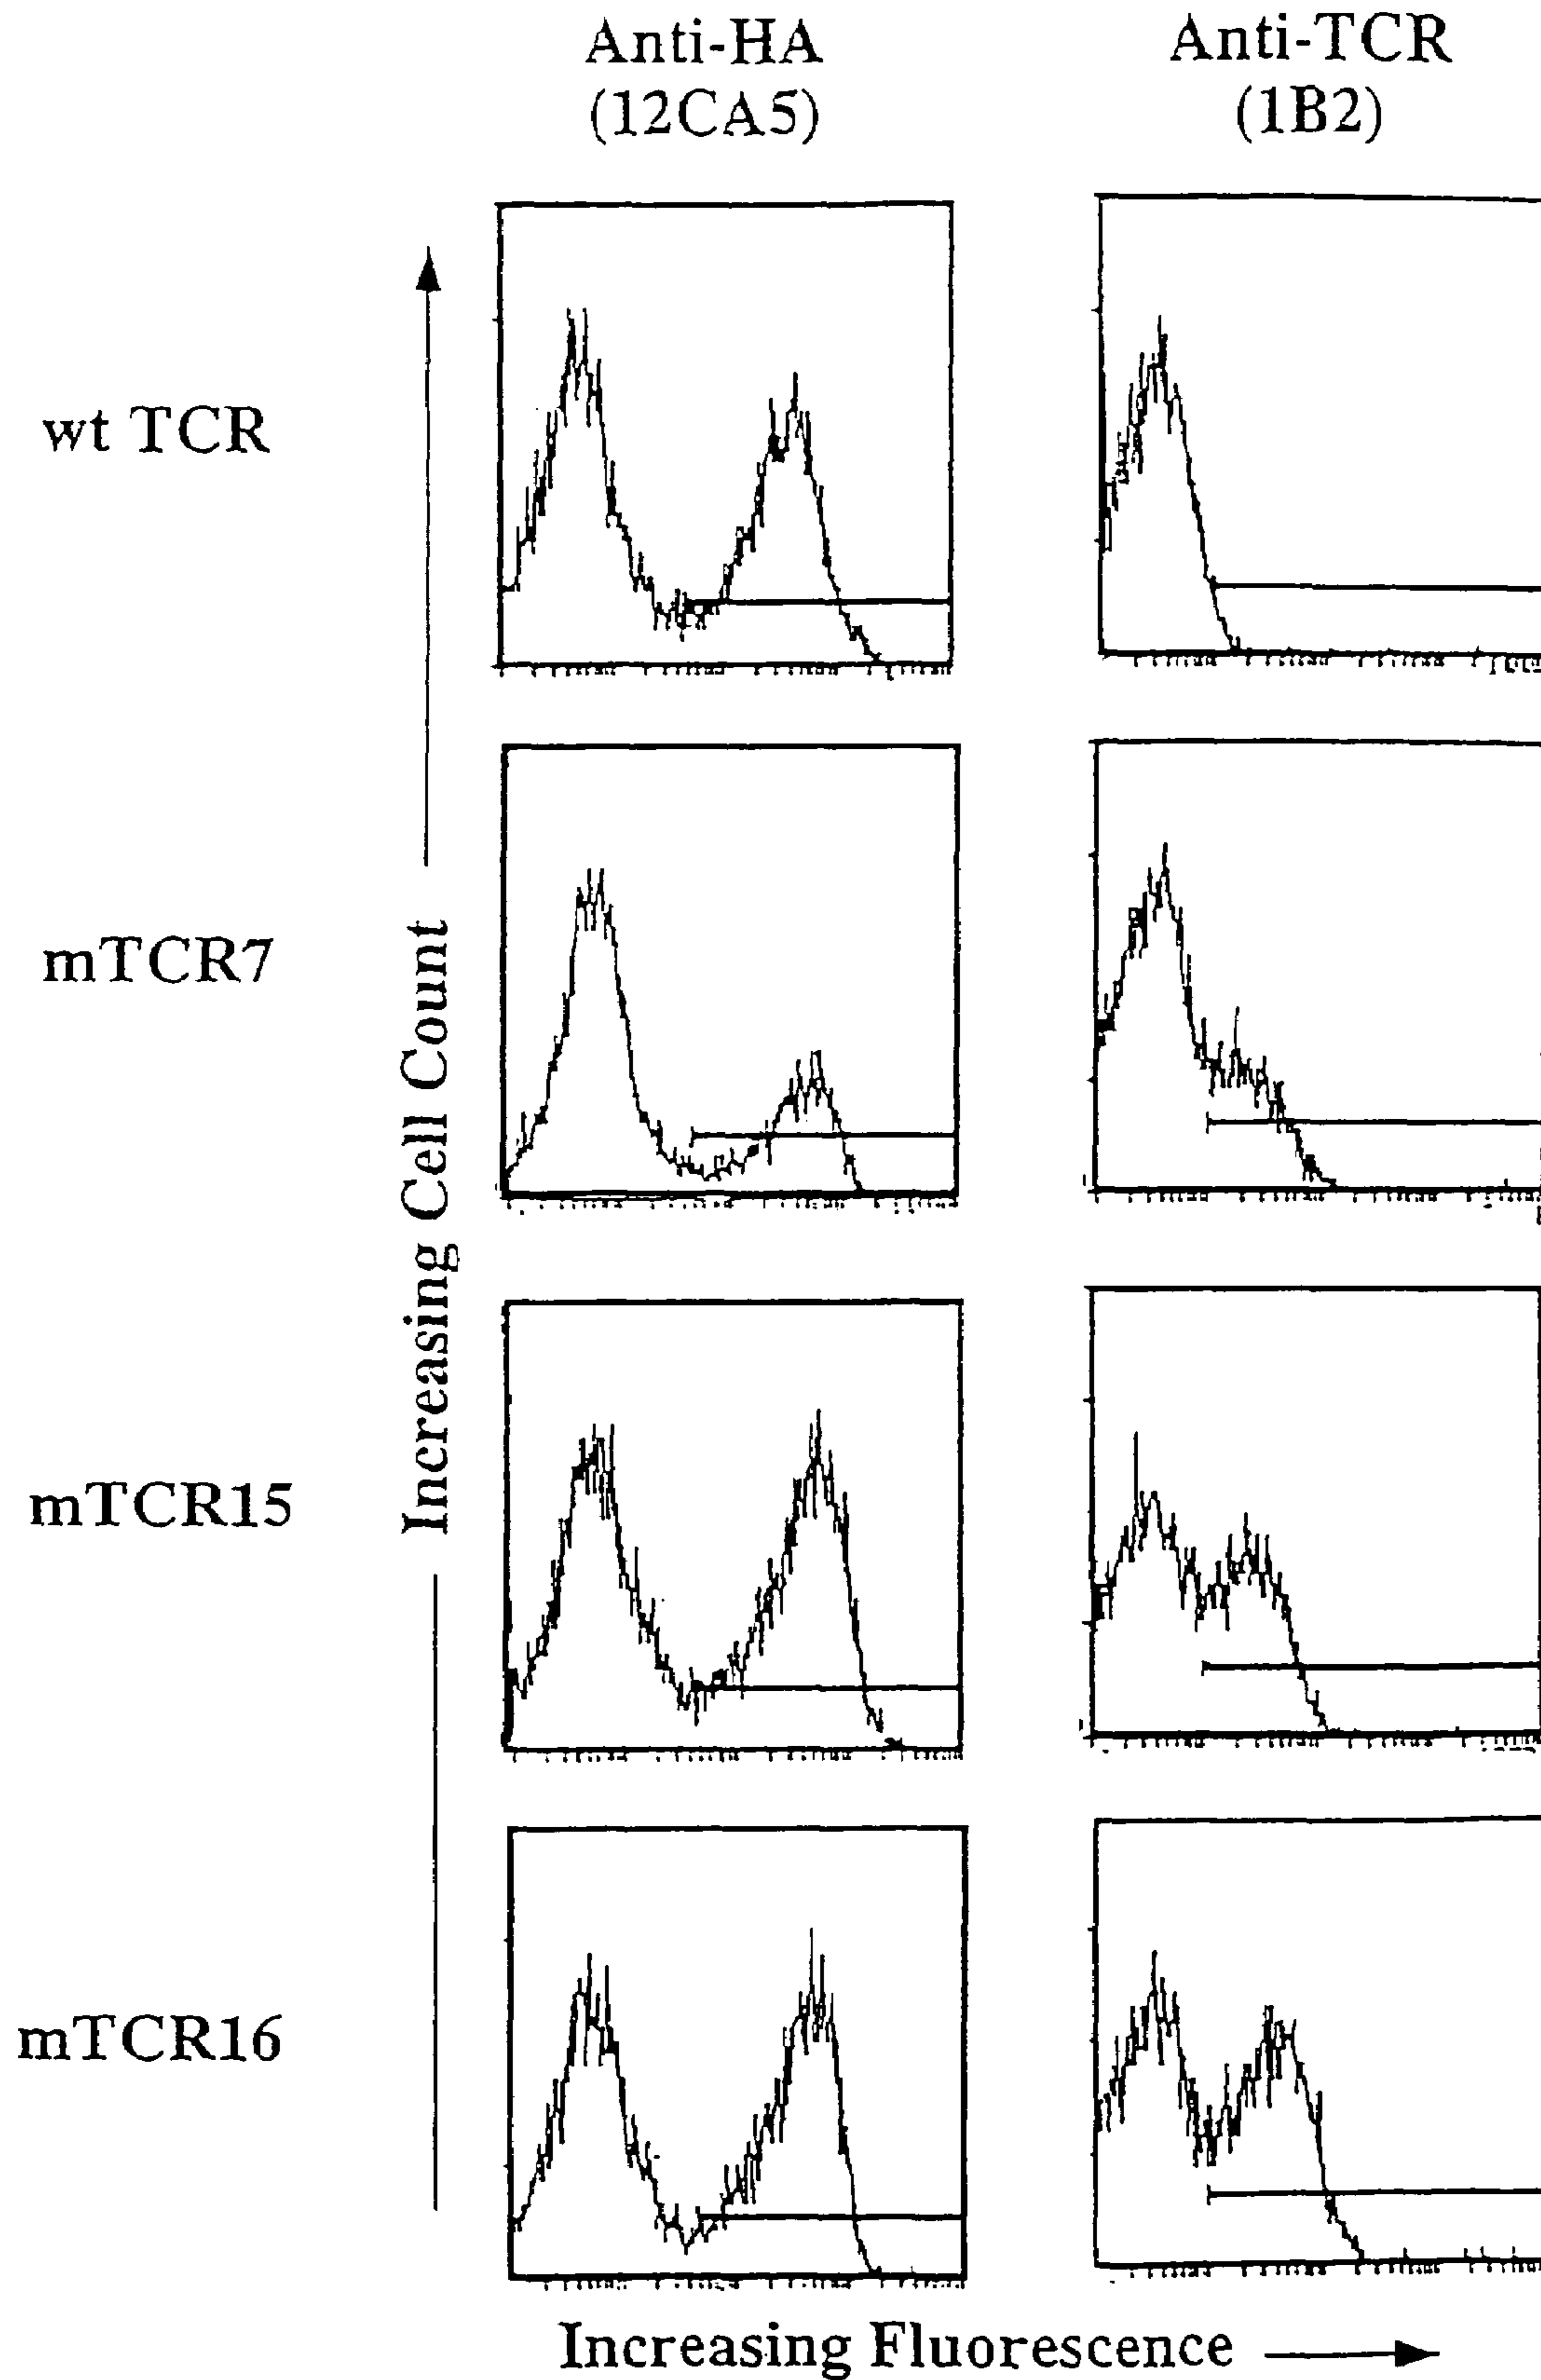 Anti-HA
(12CA5)
Anti-TCR
(1B2)
wt TCR
mTCR7
mTCR15
mTCR16
Increasing Cell Count
Increasing Fluorescence